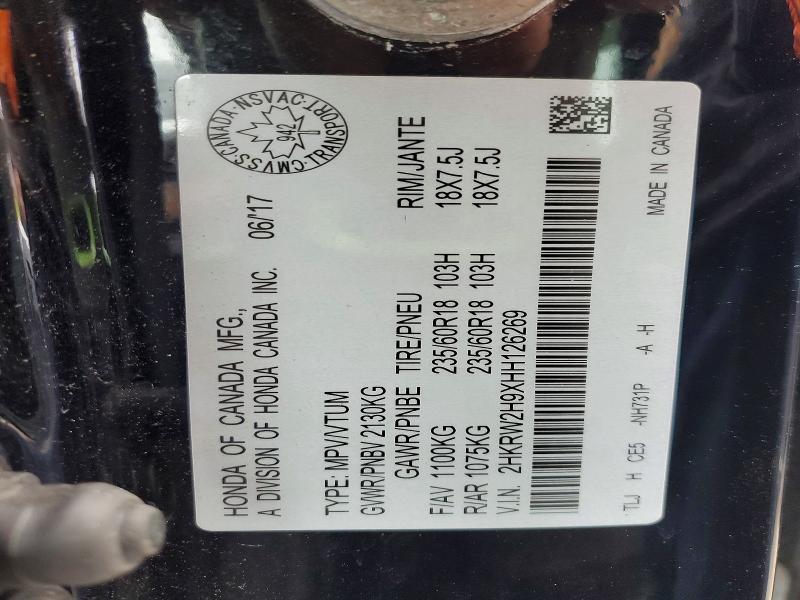 HONDA OF CANADA MFG.,
A DIVISION OF HONDA CANADA INC. 06/'17
CMVSS·CANADA·NSVAC·TRANSPORT
942
TYPE: MPV/VTUM
GVWR/PNBV 2130KG
GAWR/PNBE TIRE/PNEU RIM/JANTE
F/AV 1100KG 235/60R18 103H 18X7.5J
R/AR 1075KG 235/60R18 103H 18X7.5J
V.I.N. 2HKRW2H9XHH126269
TLJ H CE5 -NH731P -A -H MADE IN CANADA